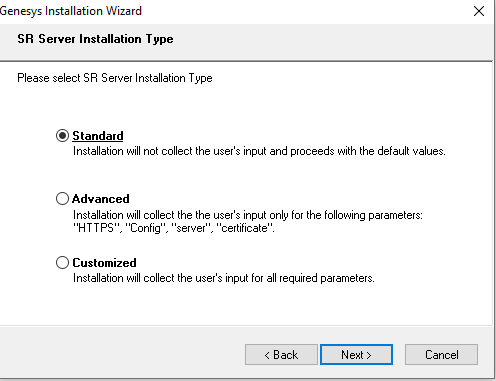 Genesys Installation Wizard
SR Server Installation Type
Please select SR Server Installation Type
Standard
Installation will not collect the user's input and proceeds with the default values.
Advanced
Installation will collect the the user's input only for the following parameters:
"HTTPS", "Config", "server", "certificate".
Customized
Installation will collect the user's input for all required parameters.
< Back
Next >
Cancel